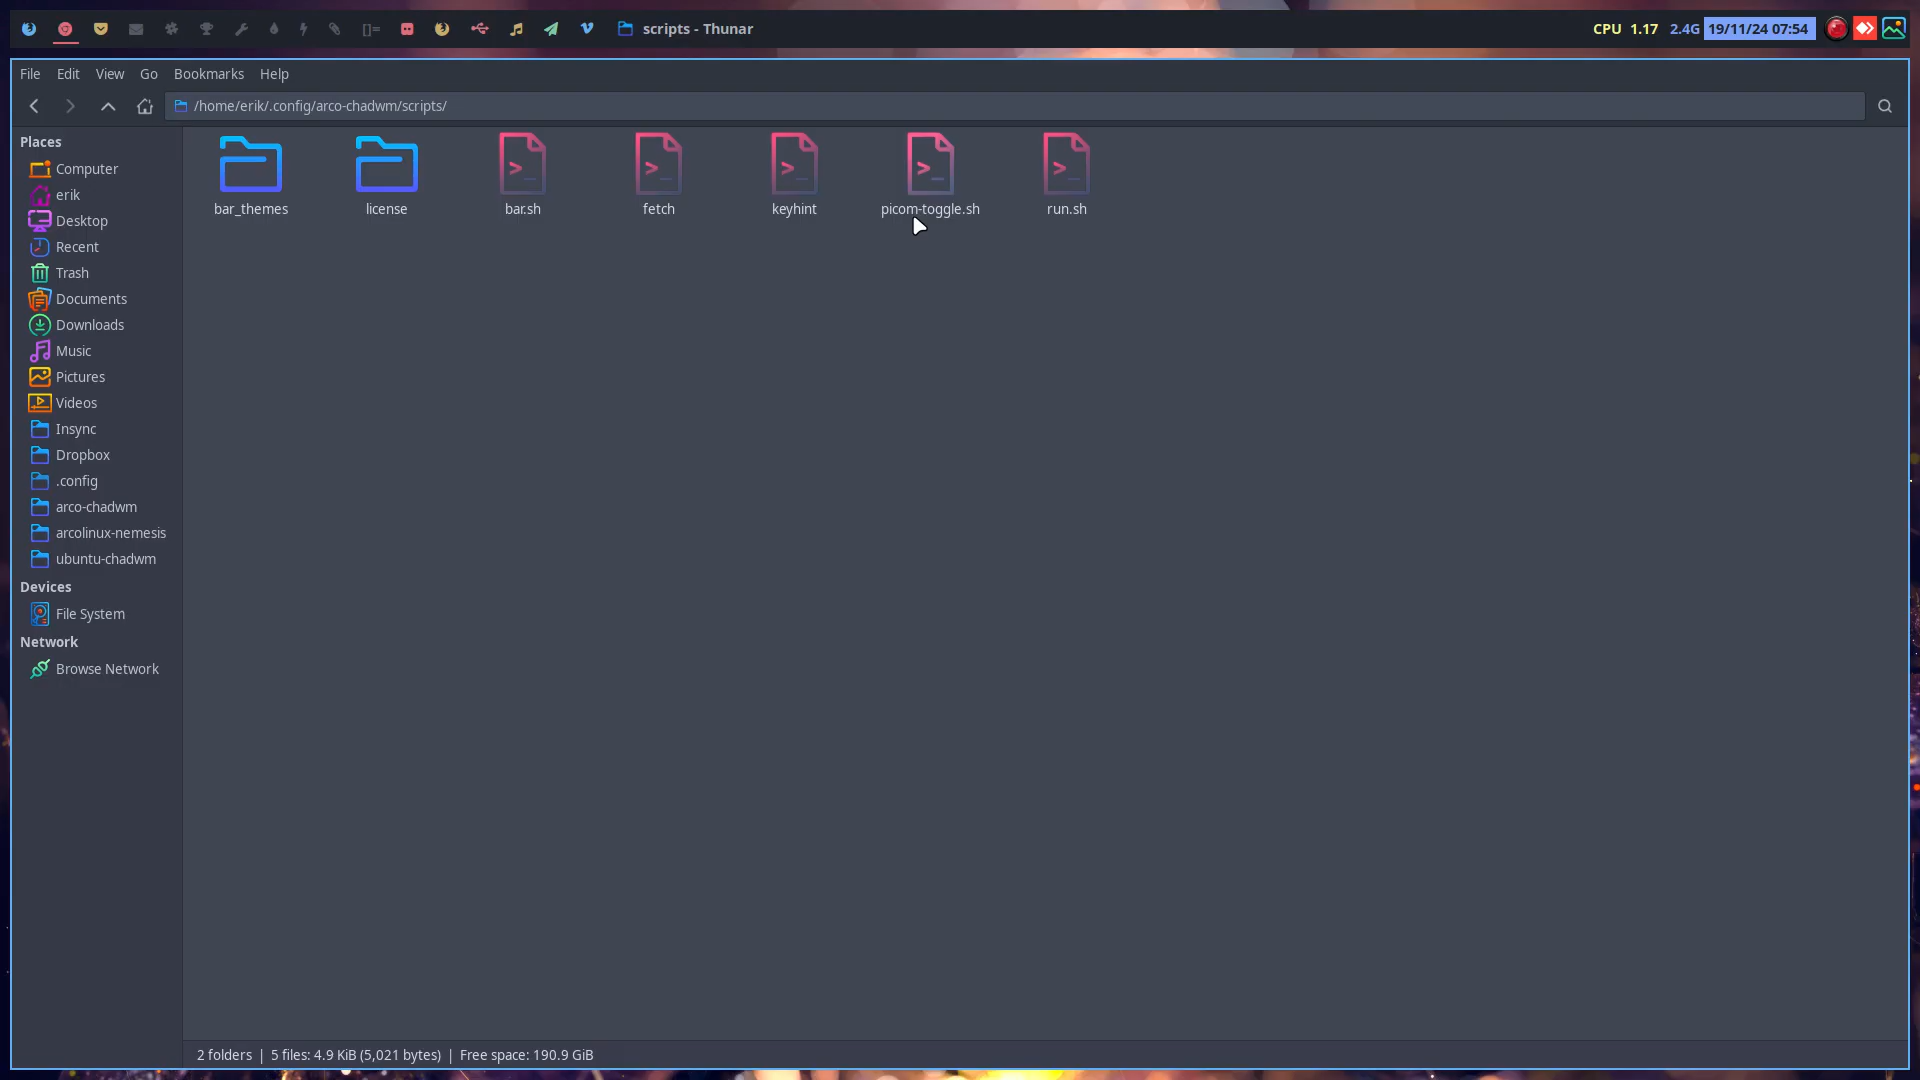 scripts - Thunar
CPU 1.17 2.4G 19/11/24 07:54
File Edit View Go Bookmarks Help
/home/erik/.config/arco-chadwm/scripts/
Places
Computer
erik
Desktop
Recent
Trash
Documents
Downloads
Music
Pictures
Videos
Insync
Dropbox
.config
arco-chadwm
arcolinux-nemesis
ubuntu-chadwm
Devices
File System
Network
Browse Network
bar_themes license bar.sh fetch keyhint picom-toggle.sh run.sh
2 folders | 5 files: 4.9 KiB (5,021 bytes) | Free space: 190.9 GiB